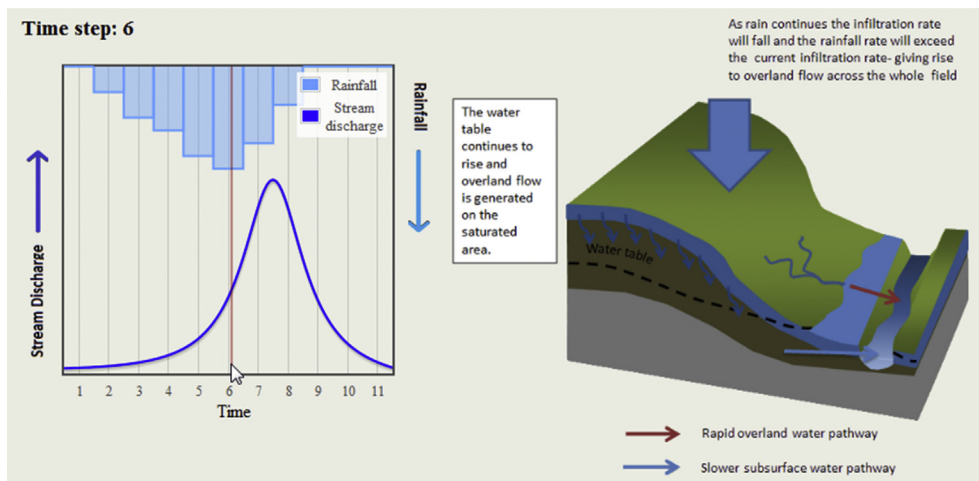 Time step: 6
As rain continues the infiltration rate
will fall and the rainfall rate will exceed
the current infiltration rate- giving rise
to overland flow across the whole field
Rainfall
Stream
discharge
Rainfall
Stream Discharge
The water
table
continues to
rise and
overland flow
is generated
on the
saturated
area.
Water table
1 2 3 4 5 6 7 8 9 10 11
Time
Rapid overland water pathway
Slower subsurface water pathway